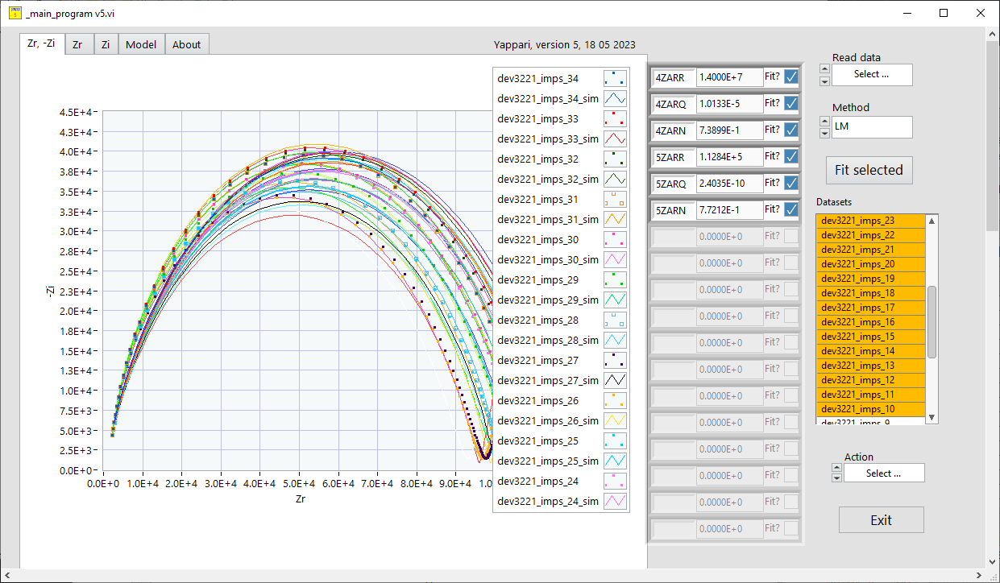 _main_program v5.vi
Zr, -Zi Zr Zi Model About
Yappari, version 5, 18 05 2023
-Zi
4.5E+4
4.3E+4
4.0E+4
3.8E+4
3.5E+4
3.3E+4
3.0E+4
2.8E+4
2.5E+4
2.3E+4
2.0E+4
1.8E+4
1.5E+4
1.3E+4
1.0E+4
7.5E+3
5.0E+3
2.5E+3
0.0E+0
0.0E+0 1.0E+4 2.0E+4 3.0E+4 4.0E+4 5.0E+4 6.0E+4 7.0E+4 8.0E+4 9.0E+4 1.0
Zr
dev3221_imps_34
dev3221_imps_34_sim
dev3221_imps_33
dev3221_imps_33_sim
dev3221_imps_32
dev3221_imps_32_sim
dev3221_imps_31
dev3221_imps_31_sim
dev3221_imps_30
dev3221_imps_30_sim
dev3221_imps_29
dev3221_imps_29_sim
dev3221_imps_28
dev3221_imps_28_sim
dev3221_imps_27
dev3221_imps_27_sim
dev3221_imps_26
dev3221_imps_26_sim
dev3221_imps_25
dev3221_imps_25_sim
dev3221_imps_24
dev3221_imps_24_sim
4ZARR 1.4000E+7 Fit?
4ZARQ 1.0133E-5 Fit?
4ZARN 7.3899E-1 Fit?
5ZARR 1.1284E+5 Fit?
5ZARQ 2.4035E-10 Fit?
5ZARN 7.7212E-1 Fit?
0.0000E+0 Fit?
0.0000E+0 Fit?
0.0000E+0 Fit?
0.0000E+0 Fit?
0.0000E+0 Fit?
0.0000E+0 Fit?
0.0000E+0 Fit?
0.0000E+0 Fit?
0.0000E+0 Fit?
0.0000E+0 Fit?
0.0000E+0 Fit?
0.0000E+0 Fit?
Read data
Select ...
Method
LM
Fit selected
Datasets
dev3221_imps_23
dev3221_imps_22
dev3221_imps_21
dev3221_imps_20
dev3221_imps_19
dev3221_imps_18
dev3221_imps_17
dev3221_imps_16
dev3221_imps_15
dev3221_imps_14
dev3221_imps_13
dev3221_imps_12
dev3221_imps_11
dev3221_imps_10
dev3221_imps_9
Action
Select ...
Exit